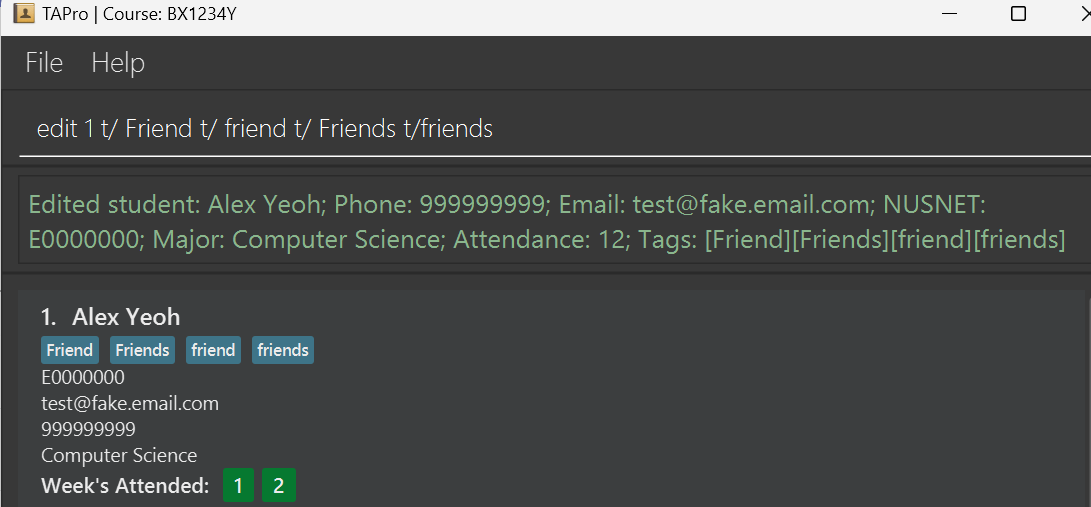 TAPro | Course: BX1234Y
File Help
edit 1 t/ Friend t/ friend t/ Friends t/friends
Edited student: Alex Yeoh; Phone: 999999999; Email: test@fake.email.com; NUSNET:
E0000000; Major: Computer Science; Attendance: 12; Tags: [Friend][Friends][friend][friends]
1. Alex Yeoh
Friend Friends friend friends
E0000000
test@fake.email.com
999999999
Computer Science
Week's Attended: 1 2